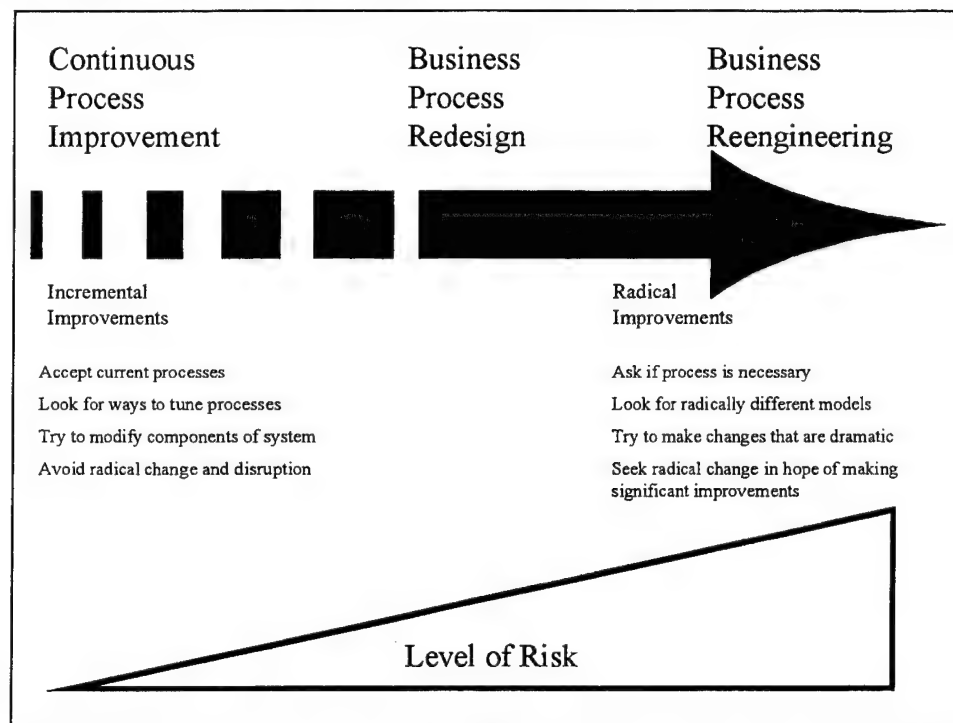 Continuous
Process
Improvement
Business
Process
Redesign
Business
Process
Reengineering
Incremental
Improvements
Accept current processes
Look for ways to tune processes
Try to modify components of system
Avoid radical change and disruption
Radical
Improvements
Ask if process is necessary
Look for radically different models
Try to make changes that are dramatic
Seek radical change in hope of making
significant improvements
Level of Risk